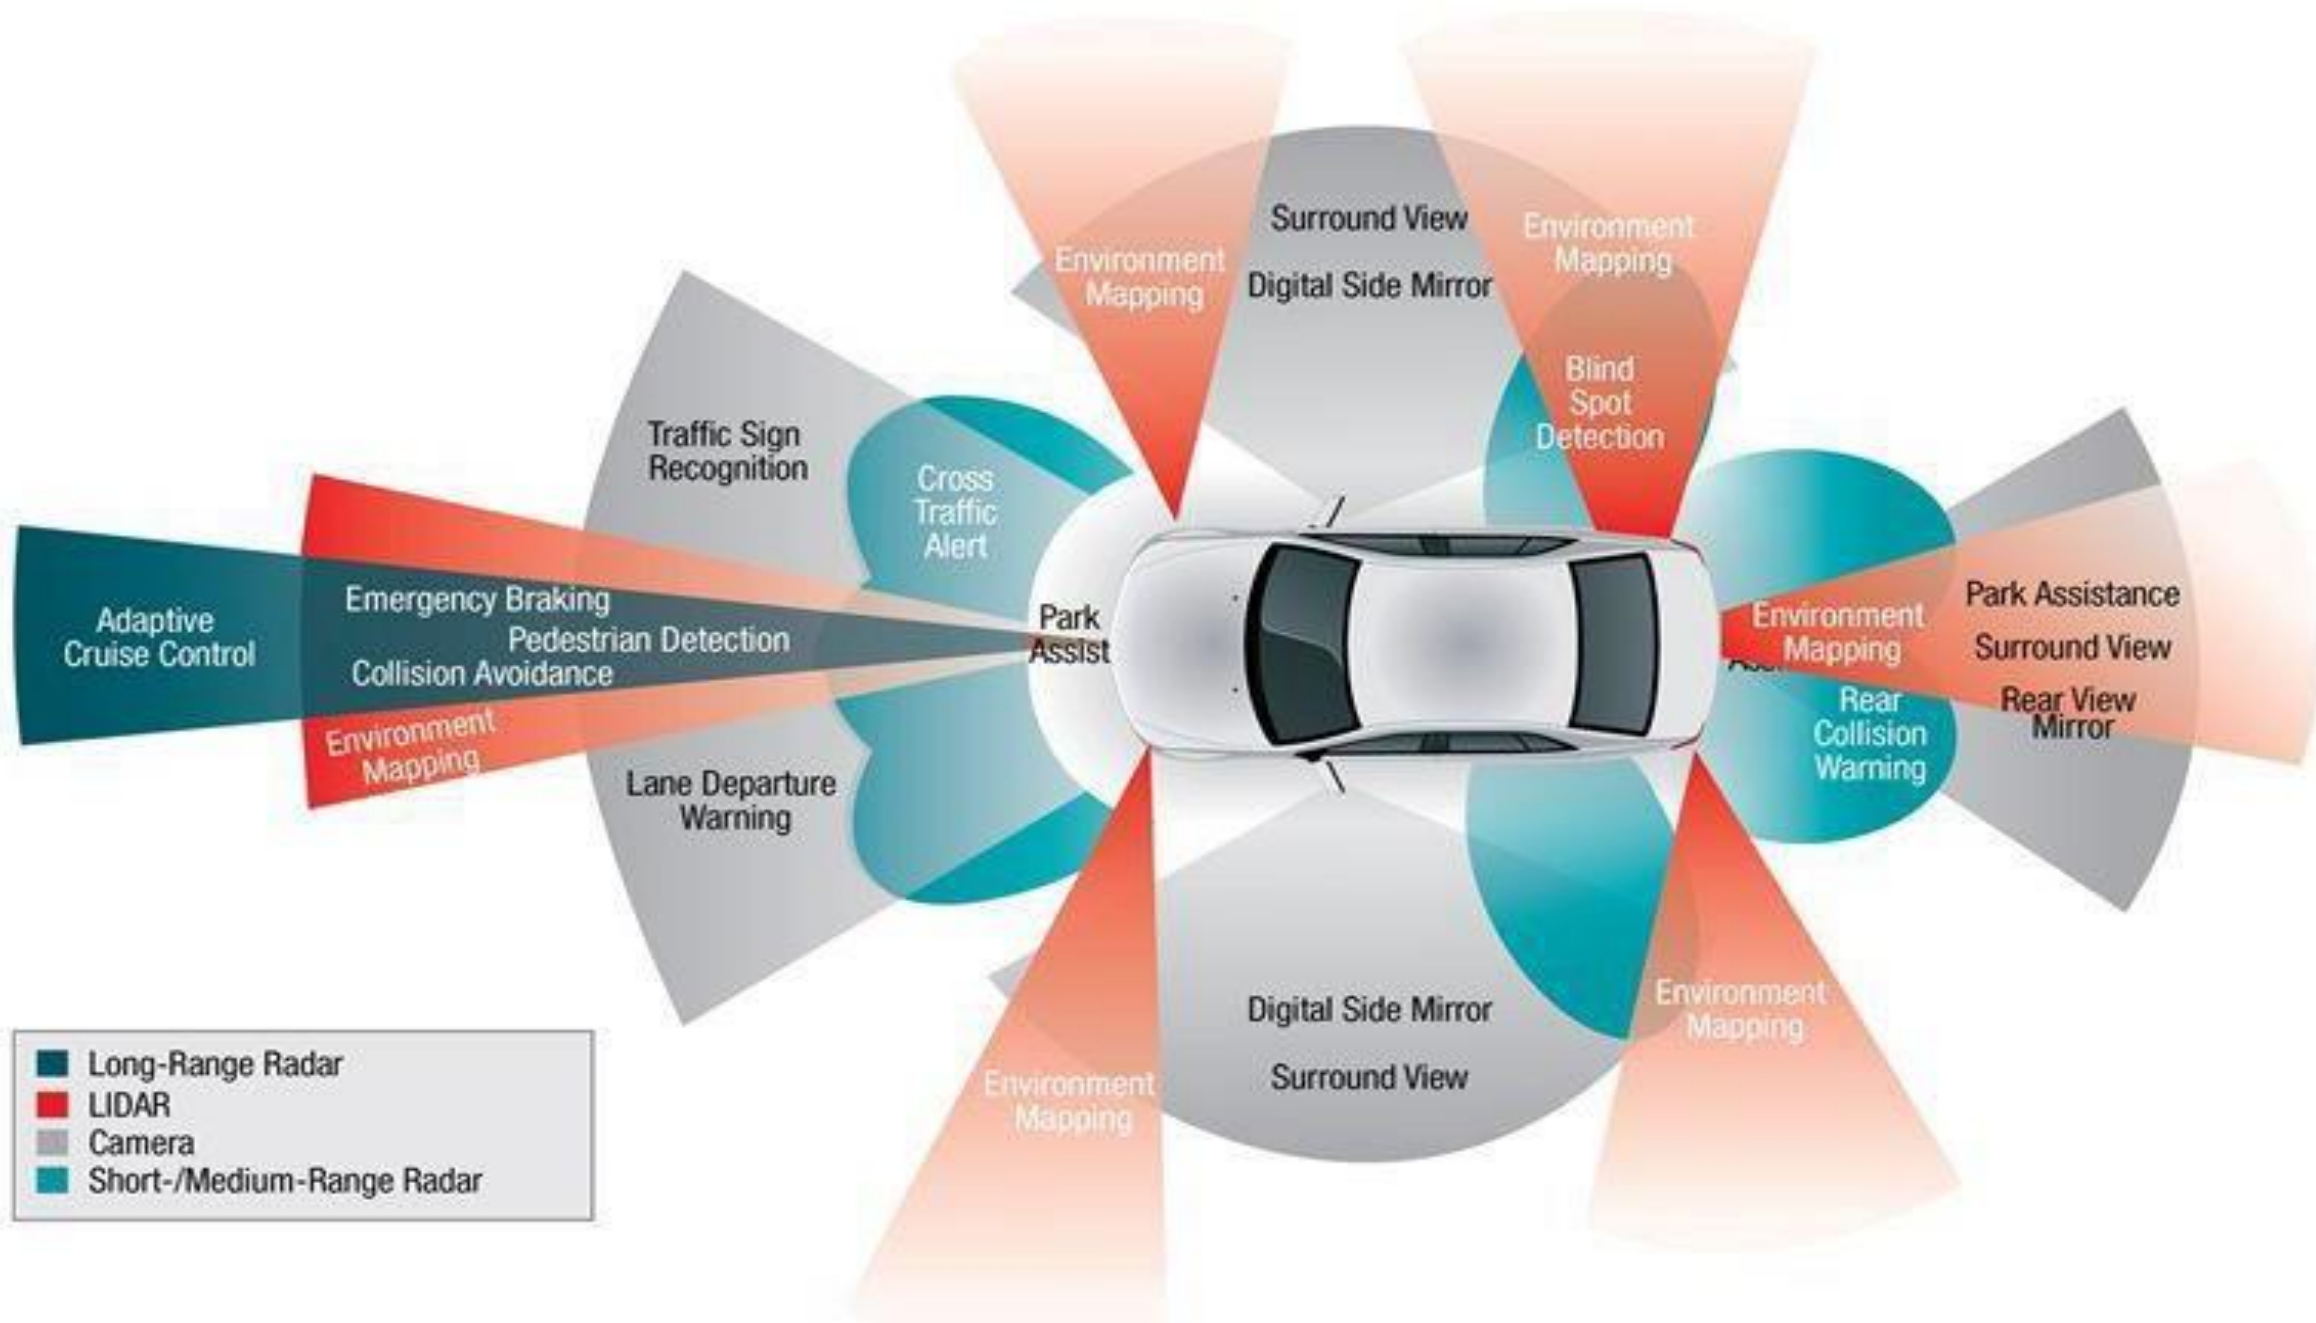 Surround View
Digital Side Mirror
Environment
Mapping
Environment
Mapping
Blind
Spot
Detection
Traffic Sign
Recognition
Cross
Traffic
Alert
Adaptive
Cruise Control
Emergency Braking
Pedestrian Detection
Collision Avoidance
Environment
Mapping
Lane Departure
Warning
Park
Assist
Environment
Mapping
Rear
Collision
Warning
Park Assistance
Surround View
Rear View
Mirror
Digital Side Mirror
Surround View
Environment
Mapping
Environment
Mapping
Long-Range Radar
LIDAR
Camera
Short-/Medium-Range Radar